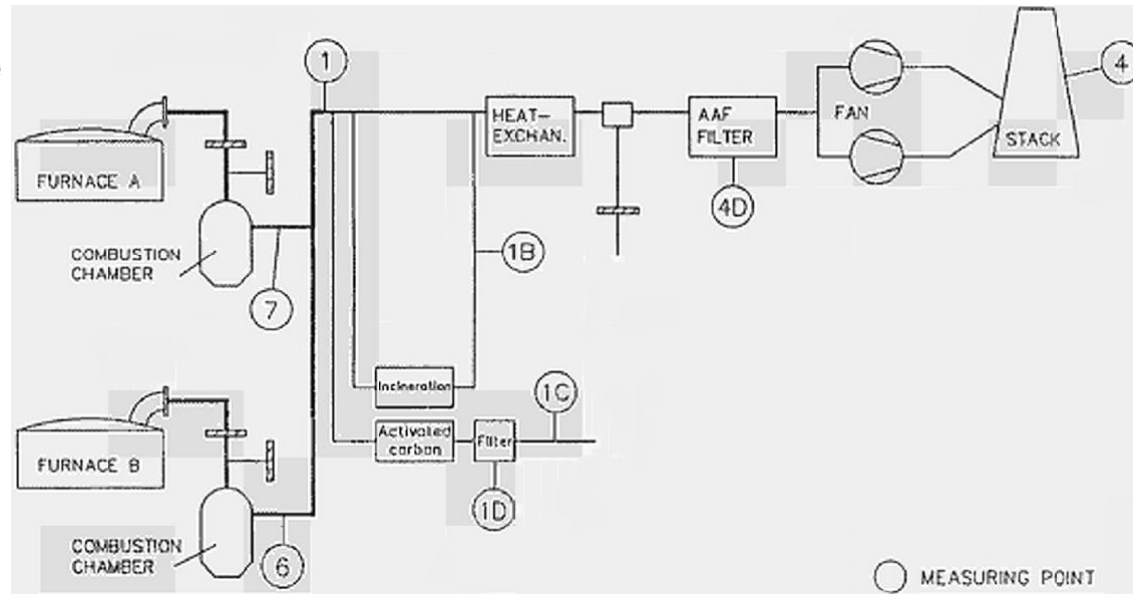 1
4
HEAT-
EXCHAN.
AAF
FILTER
FAN
STACK
FURNACE A
4D
COMBUSTION
CHAMBER
1B
7
Incineration
1C
Activated
carbon
Filter
FURNACE B
1D
COMBUSTION
CHAMBER
6
MEASURING POINT